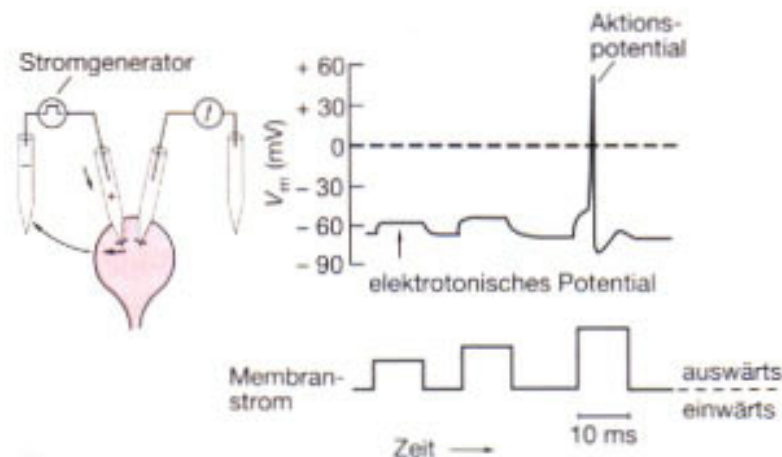 Stromgenerator
Aktions-
potential
+ 60
+ 30
0
– 30
– 60
– 90
Vm (mV)
elektrotonisches Potential
Membran-
strom
auswärts
einwärts
10 ms
Zeit